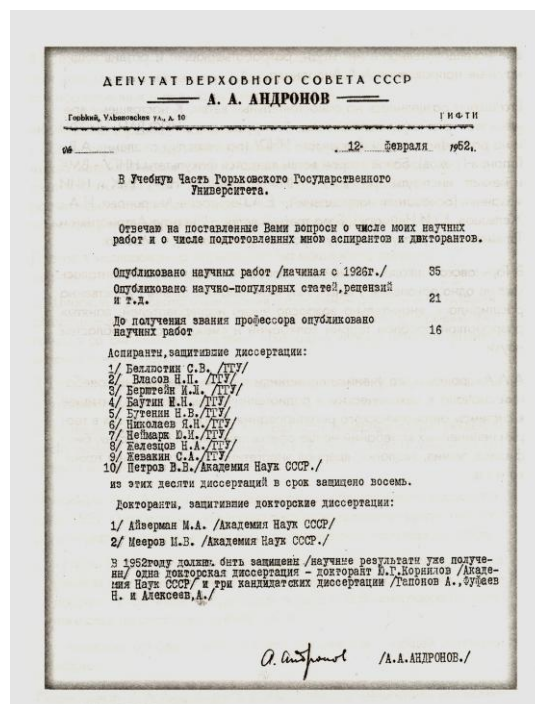 ДЕПУТАТ ВЕРХОВНОГО СОВЕТА СССР
А. А. АНДРОНОВ
Горький, Ульяновская ул., д. 10
ГИФТИ
12 февраля 1952г.
В Учебную Часть Горьковского Государственного
Университета.
Отвечаю на поставленные Вами вопросы о числе моих научных
работ и о числе подготовленных мною аспирантов и докторантов.
Опубликовано научных работ /начиная с 1926г./ 35
Опубликовано научно-популярных статей, рецензий
и т.д. 21
До получения звания профессора опубликовано
научных работ 16
Аспиранты, защитившие диссертации:
1/ Беллюстин С.В. /ГГУ/
2/ Власов Н.П. /ГГУ/
3/ Берштейн И.Л. /ГГУ/
4/ Баутин Н.Н. /ГГУ/
5/ Бутенин Н.В. /ГГУ/
6/ Николаев Я.Н. /ГГУ/
7/ Неймарк Ю.И. /ГГУ/
8/ Железцов Н.А. /ГГУ/
9/ Жевакин С.А. /ГГУ/
10/ Петров В.В. /Академия Наук СССР./
из этих десяти диссертаций в срок защищено восемь.
Докторанты, защитившие докторские диссертации:
1/ Айзерман М.А. /Академия Наук СССР/
2/ Мееров М.В. /Академия Наук СССР./
В 1952году должны быть защищены /научные результаты уже получе-
ны/ одна докторская диссертация - докторант Ю.Г.Корнилов /Акаде-
мия Наук СССР/ и три кандидатских диссертации /Гапонов А., Фуфаев
Н. и Алексеев,А./
А. Андронов /А.А.АНДРОНОВ./